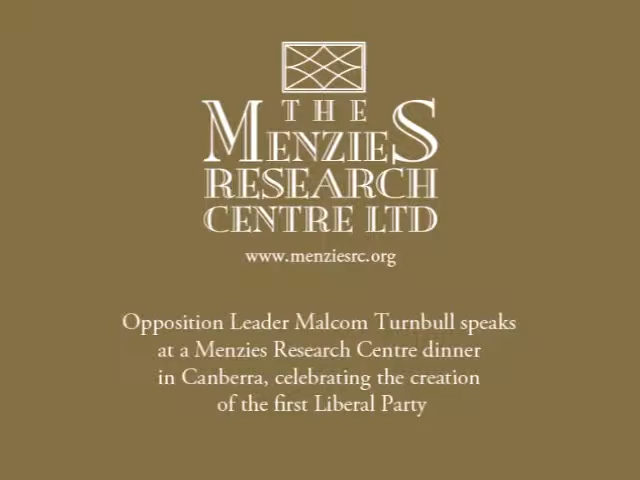 THE
MENZIES
RESEARCH
CENTRE LTD
www.menziesrc.org
Opposition Leader Malcom Turnbull speaks
at a Menzies Research Centre dinner
in Canberra, celebrating the creation
of the first Liberal Party